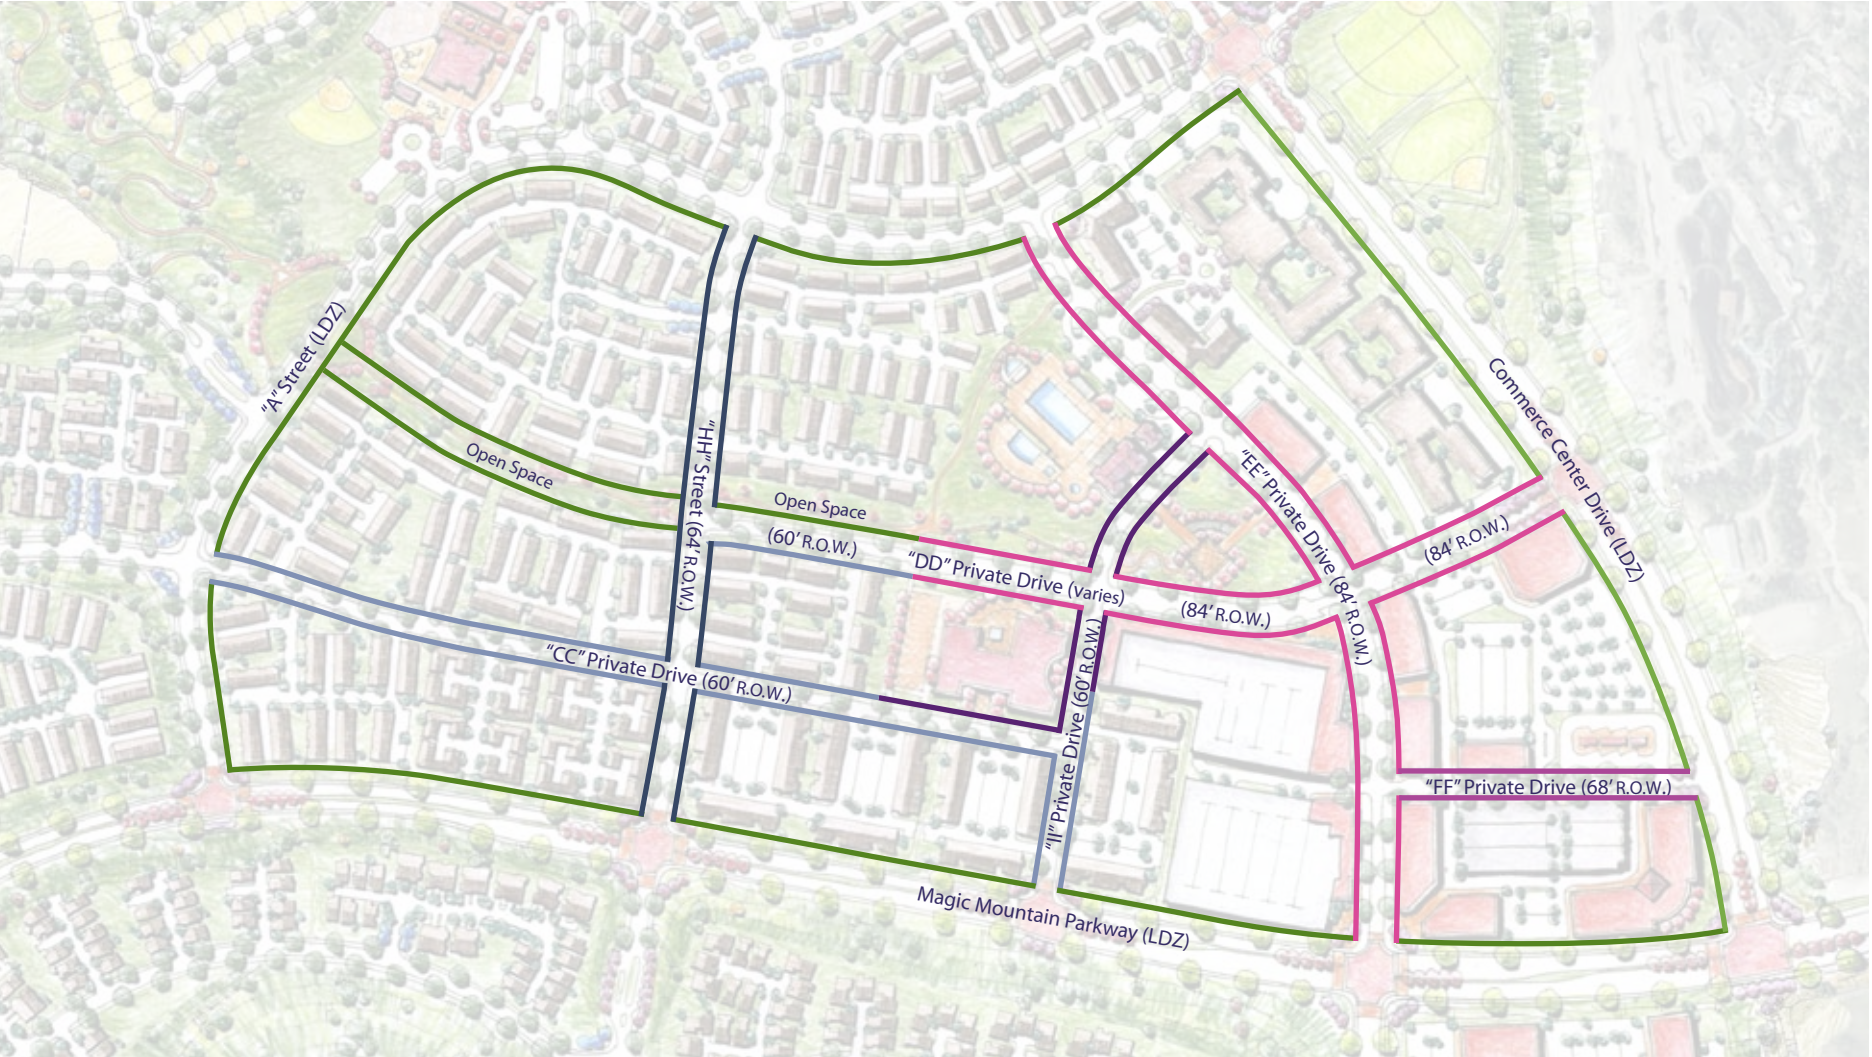 “A” Street (LDZ)
Open Space
“HH” Street (64’ R.O.W.)
Open Space
(60’ R.O.W.)
“DD” Private Drive (varies)
(84’ R.O.W.)
“EE” Private Drive (84’ R.O.W.)
(84’ R.O.W.)
Commerce Center Drive (LDZ)
“CC” Private Drive (60’ R.O.W.)
“II” Private Drive (60’ R.O.W.)
“FF” Private Drive (68’ R.O.W.)
Magic Mountain Parkway (LDZ)